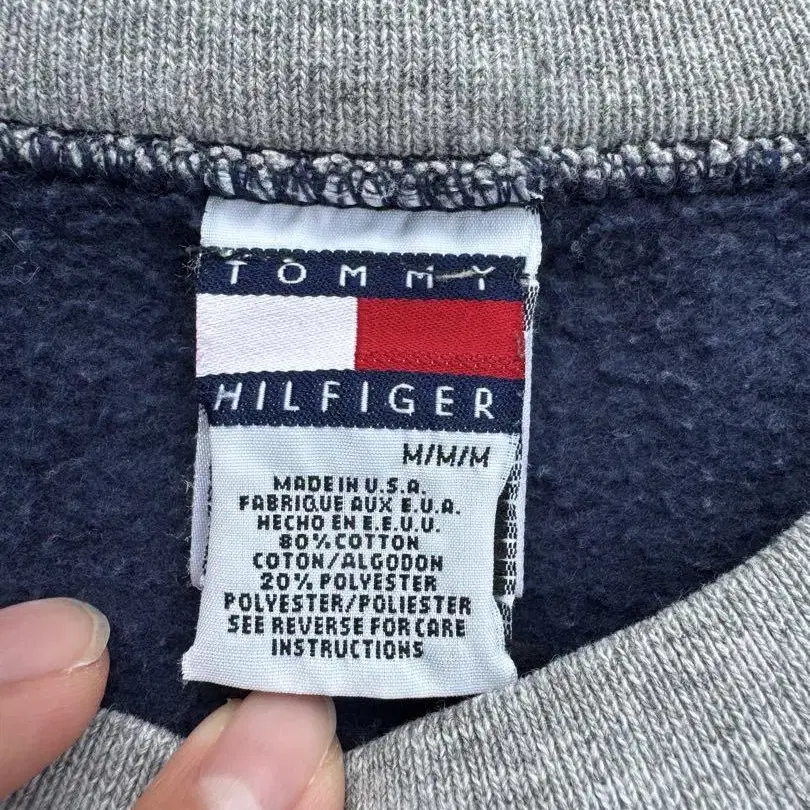 TOMMY
HILFIGER
M/M/M
MADE IN U.S.A.
FABRIQUE AUX E.U.A.
HECHO EN E.E.U.U.
80% COTTON
COTON/ALGODON
20% POLYESTER
POLYESTER/POLIESTER
SEE REVERSE FOR CARE
INSTRUCTIONS